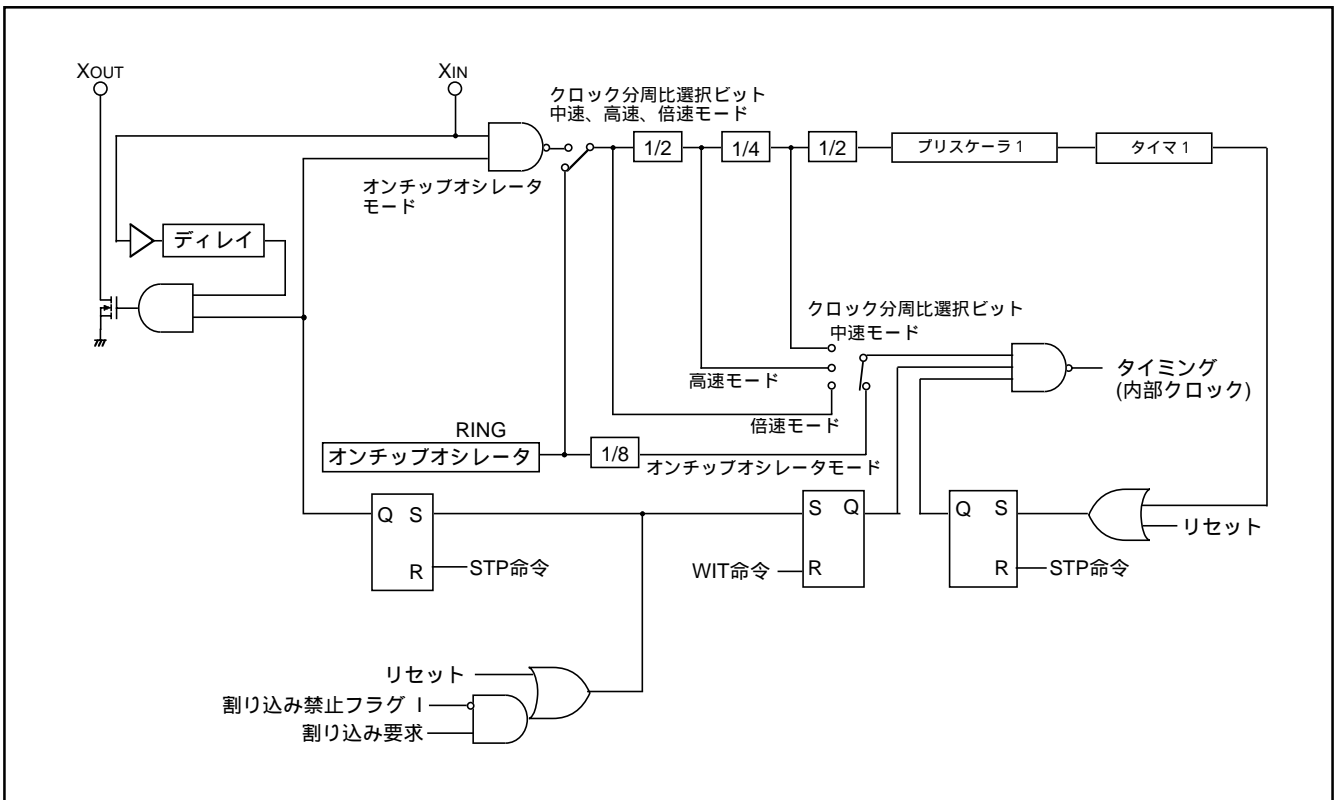 XOUT
XIN
クロック分周比選択ビット
中速、高速、倍速モード
1/2
1/4
1/2
プリスケーラ 1
タイマ 1
オンチップオシレータ
モード
ディレイ
クロック分周比選択ビット
中速モード
高速モード
倍速モード
タイミング
(内部クロック)
RING
オンチップオシレータ
1/8
オンチップオシレータモード
Q S
R
STP命令
S Q
R
WIT命令
Q S
R
STP命令
リセット
リセット
割り込み禁止フラグ I
割り込み要求